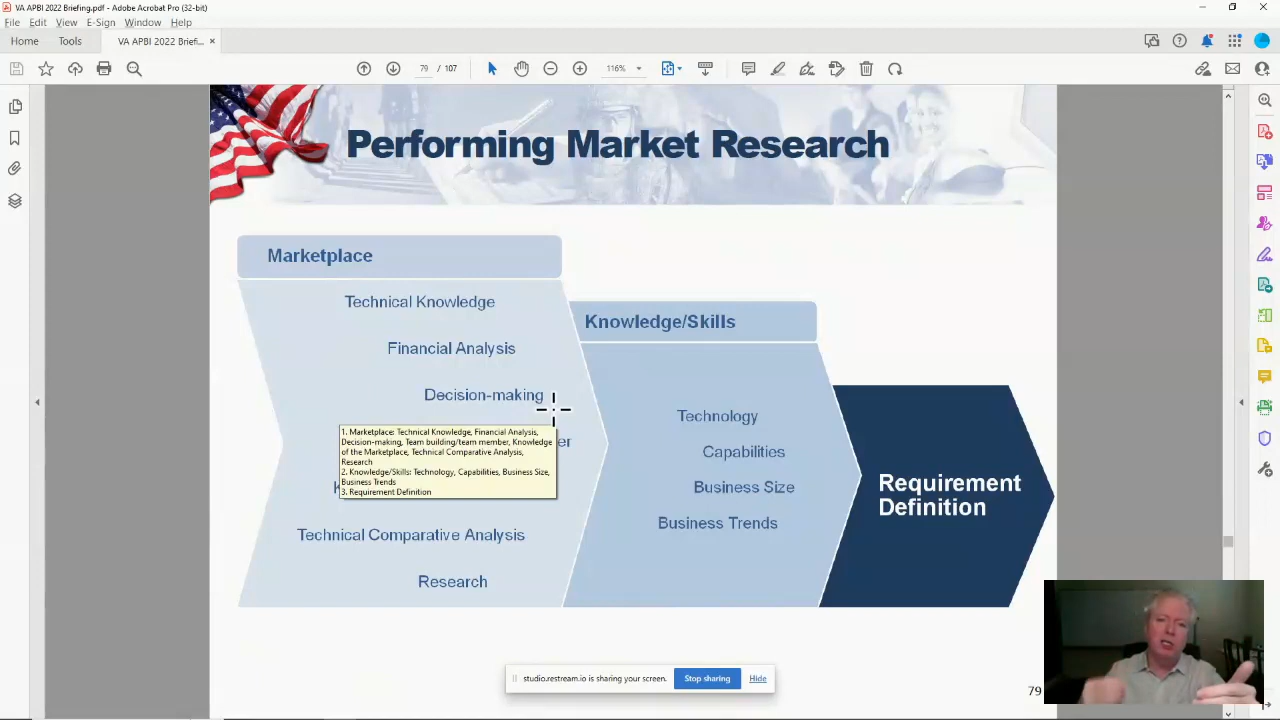 VA APBI 2022 Briefing.pdf - Adobe Acrobat Pro (32-bit)
File Edit View E-Sign Window Help
Home Tools VA APBI 2022 Briefi... ×
79 / 107 116%
Performing Market Research
Marketplace
Technical Knowledge
Knowledge/Skills
Financial Analysis
Decision-making
Technology
1. Marketplace: Technical Knowledge, Financial Analysis,
Decision-making, Team building/team member, Knowledge
of the Marketplace, Technical Comparative Analysis,
Research
2. Knowledge/Skills: Technology, Capabilities, Business Size,
Business Trends
3. Requirement Definition
er
K
Capabilities
Business Size
Business Trends
Requirement
Definition
Technical Comparative Analysis
Research
studio.restream.io is sharing your screen. Stop sharing Hide
79